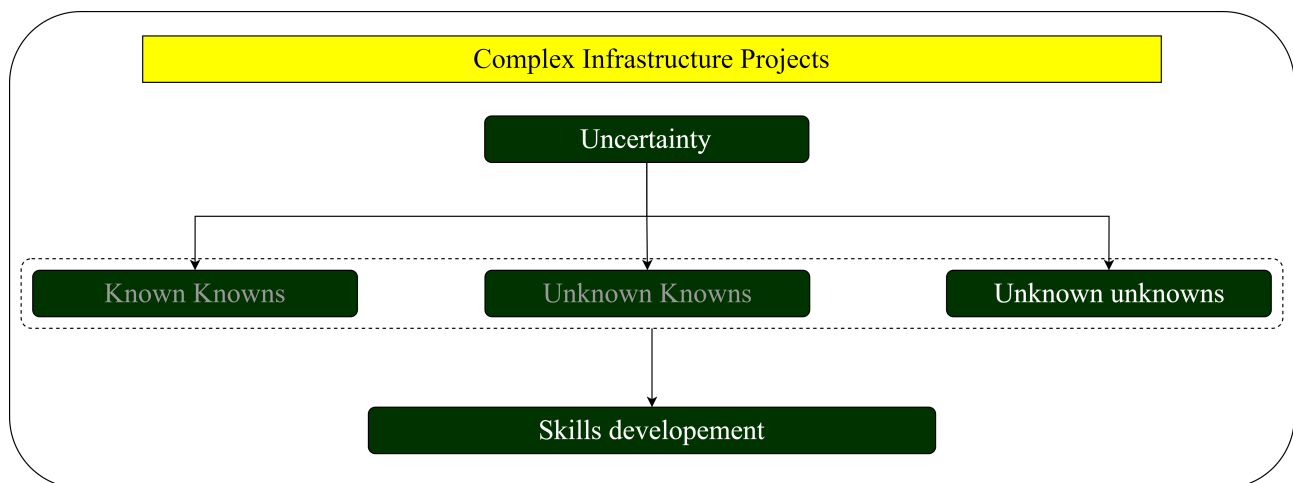 Complex Infrastructure Projects
Uncertainty
Known Knowns
Unknown Knowns
Unknown unknowns
Skills developement